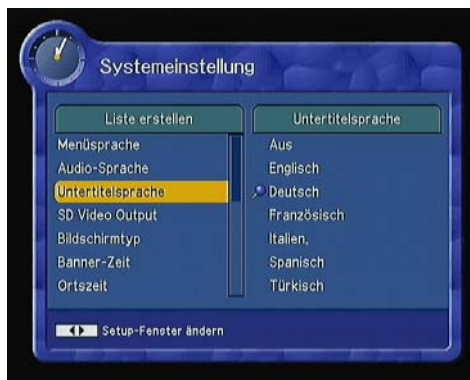 Systemeinstellung
Liste erstellen
Menüsprache
Audio-Sprache
Untertitelsprache
SD Video Output
Bildschirmtyp
Banner-Zeit
Ortszeit
Untertitelsprache
Aus
Englisch
Deutsch
Französisch
Italien.
Spanisch
Türkisch
Setup-Fenster ändern